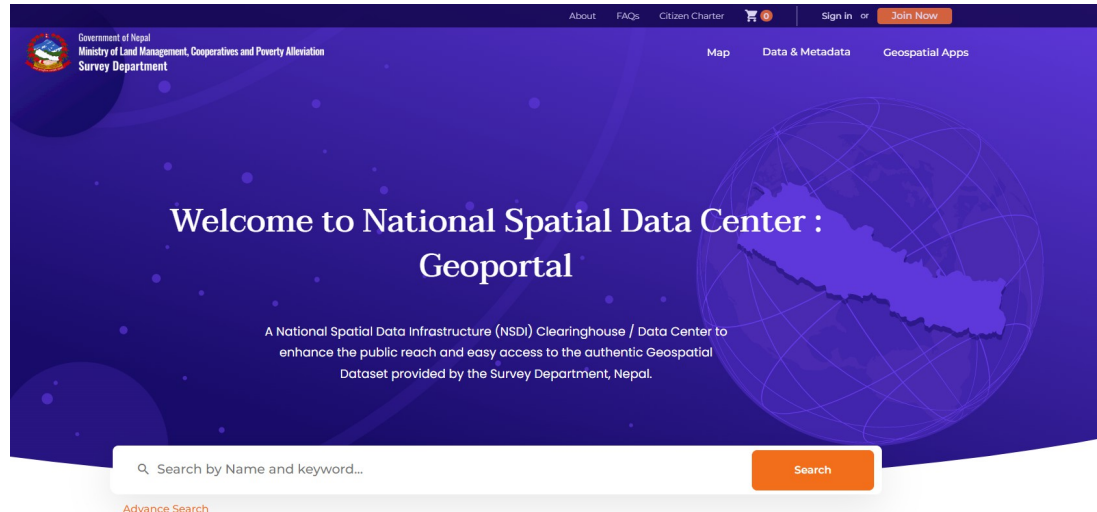 About FAQs Citizen Charter 0 Sign in or Join Now
Government of Nepal
Ministry of Land Management, Cooperatives and Poverty Alleviation
Survey Department
Map Data & Metadata Geospatial Apps
Welcome to National Spatial Data Center :
Geoportal
A National Spatial Data Infrastructure (NSDI) Clearinghouse / Data Center to
enhance the public reach and easy access to the authentic Geospatial
Dataset provided by the Survey Department, Nepal.
Search by Name and keyword...
Search
Advance Search